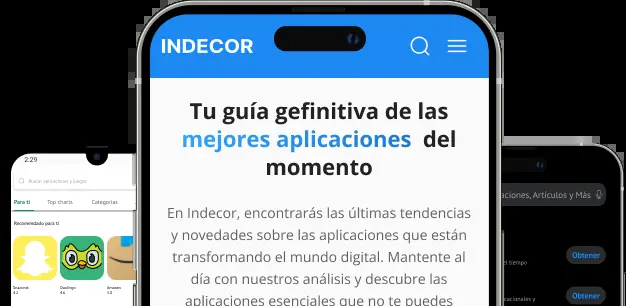 INDECOR
Tu guía gefinitiva de las
mejores aplicaciones del
momento
En Indecor, encontrarás las últimas tendencias
y novedades sobre las aplicaciones que están
transformando el mundo digital. Mantente al
día con nuestros análisis y descubre las
aplicaciones esenciales que no te puedes
2:29
Buscar aplicaciones y juegos
Para ti Top charts Categorías
Recomendado para ti
Snapchat Duolingo Amazon
4.2 4.6 4.0
aciones, Artículos y Más
Obtener
el tiempo
Obtener
cacionales y